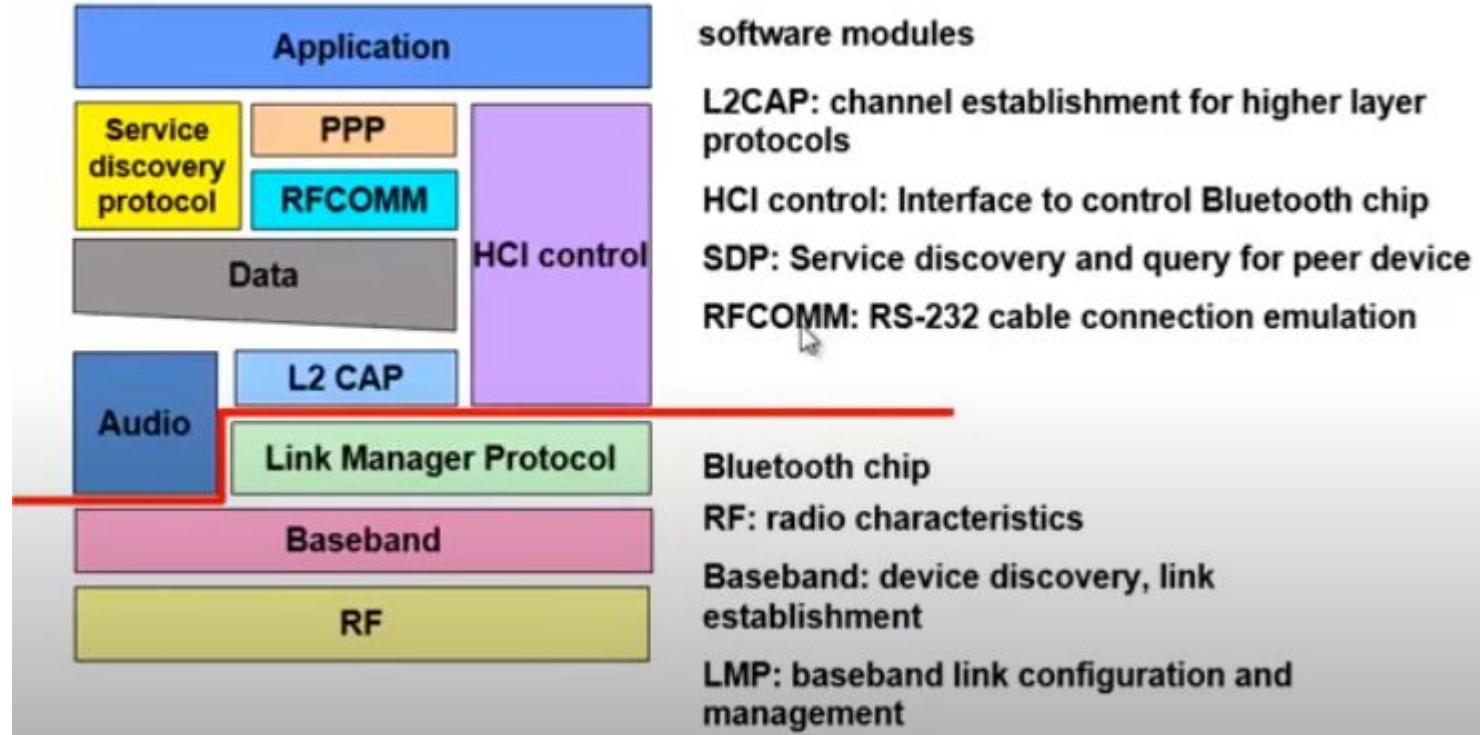 Application
Service
discovery
protocol
PPP
RFCOMM
HCI control
Data
L2 CAP
Audio
Link Manager Protocol
Baseband
RF
software modules
L2CAP: channel establishment for higher layer
protocols
HCI control: Interface to control Bluetooth chip
SDP: Service discovery and query for peer device
RFCOMM: RS-232 cable connection emulation
Bluetooth chip
RF: radio characteristics
Baseband: device discovery, link
establishment
LMP: baseband link configuration and
management